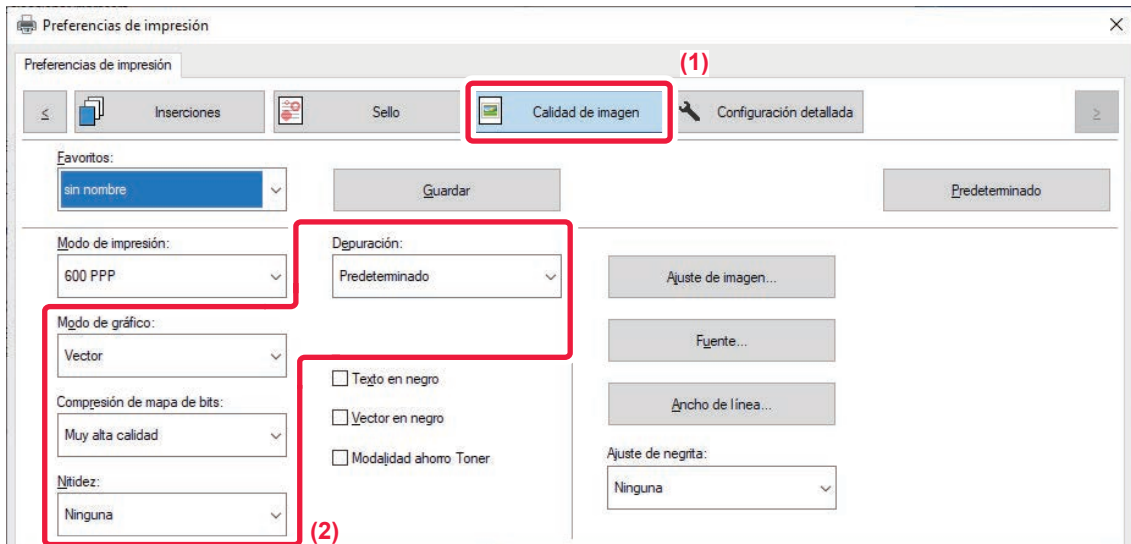 Preferencias de impresión
Preferencias de impresión
(1)
<
Inserciones
Sello
Calidad de imagen
Configuración detallada
>
Favoritos:
sin nombre
Guardar
Predeterminado
Modo de impresión:
600 PPP
Depuración:
Predeterminado
Ajuste de imagen...
Modo de gráfico:
Vector
Fuente...
Texto en negro
Compresión de mapa de bits:
Muy alta calidad
Vector en negro
Ancho de línea...
Modalidad ahorro Toner
Ajuste de negrita:
Ninguna
Nitidez:
Ninguna
(2)